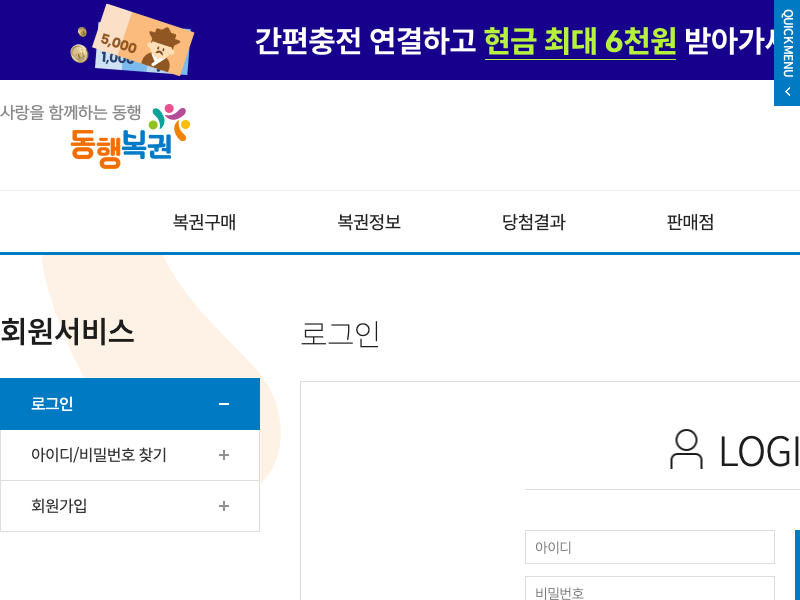 5,000
1,000
간편충전 연결하고 현금 최대 6천원 받아가세
QUICK MENU
사랑을 함께하는 동행
동행복권
복권구매
복권정보
당첨결과
판매점
회원서비스
로그인
아이디/비밀번호 찾기
회원가입
로그인
LOGI
아이디
비밀번호